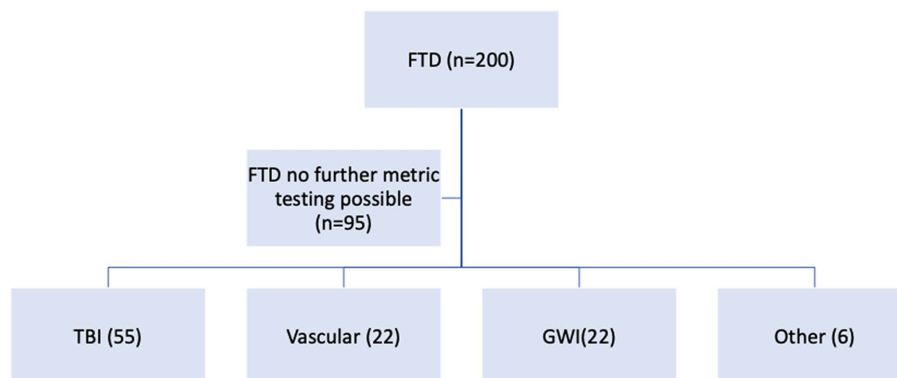 FTD (n=200)
FTD no further metric
testing possible
(n=95)
TBI (55)
Vascular (22)
GWI(22)
Other (6)